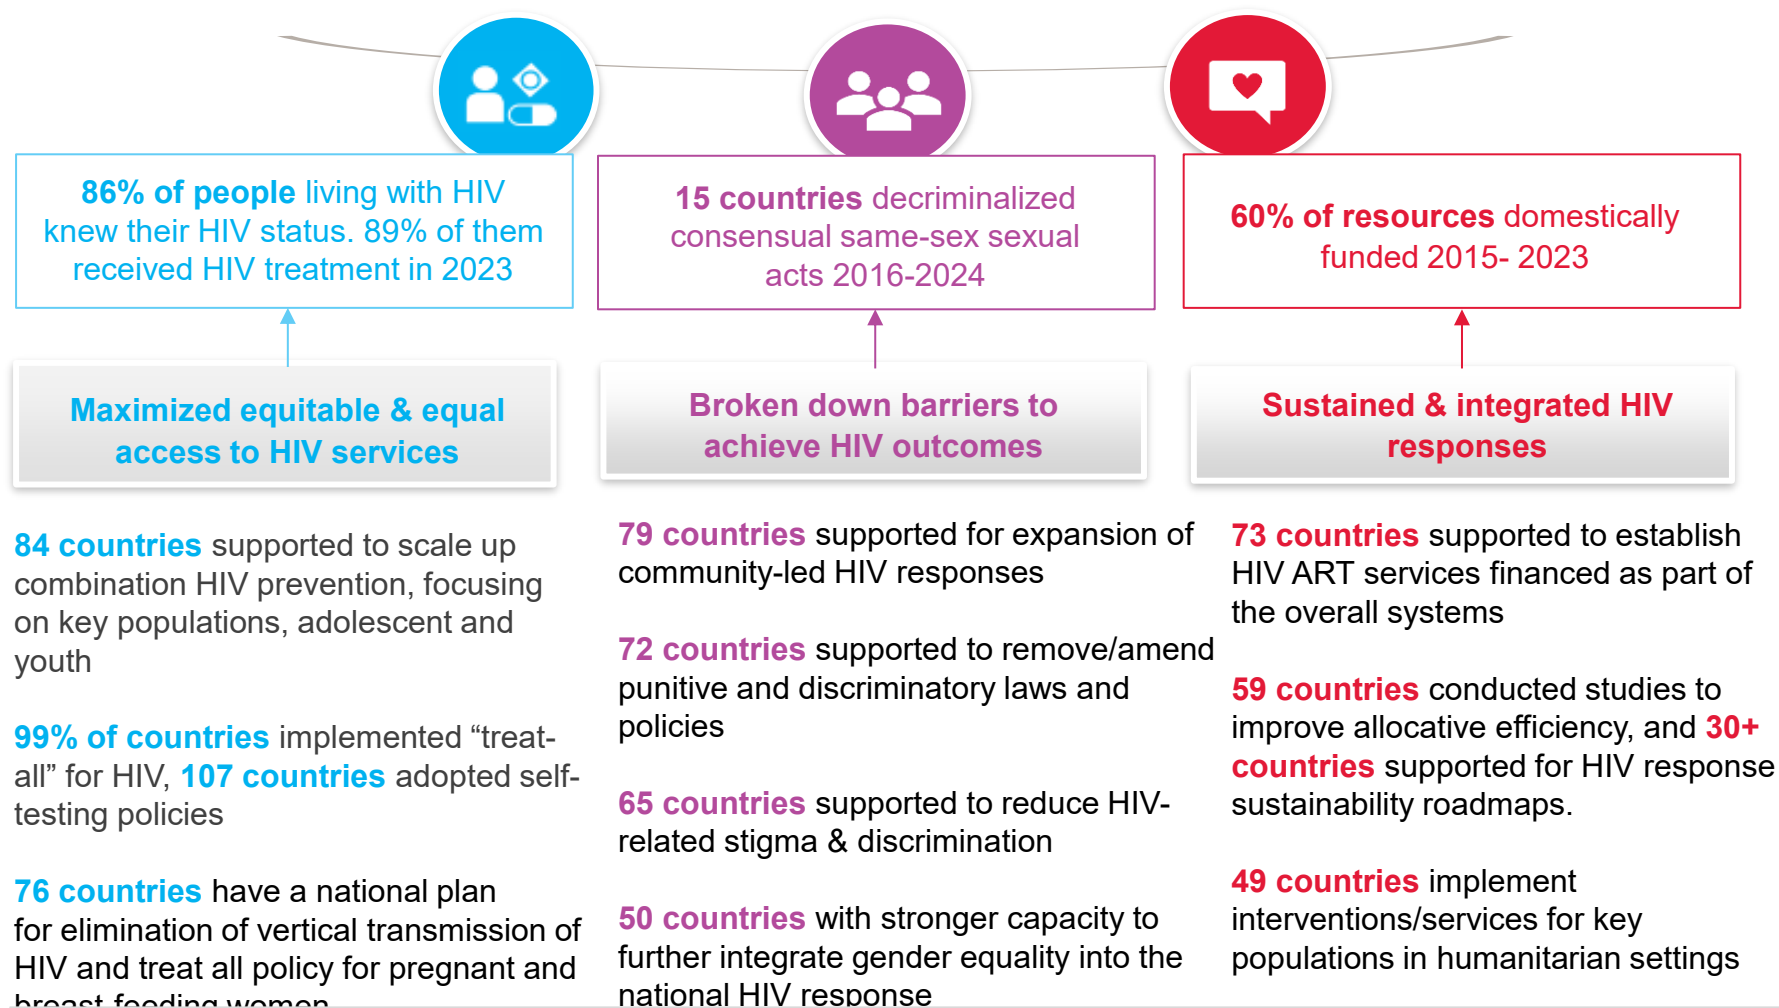 86% of people living with HIV
knew their HIV status. 89% of them
received HIV treatment in 2023
15 countries decriminalized
consensual same-sex sexual
acts 2016-2024
60% of resources domestically
funded 2015- 2023
Maximized equitable & equal
access to HIV services
Broken down barriers to
achieve HIV outcomes
Sustained & integrated HIV
responses
84 countries supported to scale up
combination HIV prevention, focusing
on key populations, adolescent and
youth
99% of countries implemented “treat-
all” for HIV, 107 countries adopted self-
testing policies
76 countries have a national plan
for elimination of vertical transmission of
HIV and treat all policy for pregnant and
breast feeding women
79 countries supported for expansion of
community-led HIV responses
72 countries supported to remove/amend
punitive and discriminatory laws and
policies
65 countries supported to reduce HIV-
related stigma & discrimination
50 countries with stronger capacity to
further integrate gender equality into the
national HIV response
73 countries supported to establish
HIV ART services financed as part of
the overall systems
59 countries conducted studies to
improve allocative efficiency, and 30+
countries supported for HIV response
sustainability roadmaps.
49 countries implement
interventions/services for key
populations in humanitarian settings